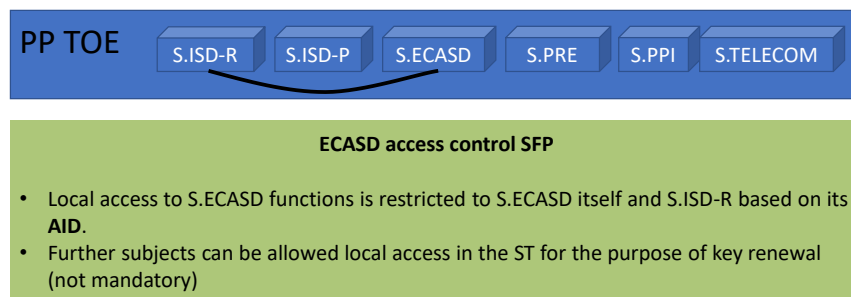 PP TOE
S.ISD-R S.ISD-P S.ECASD S.PRE S.PPI S.TELECOM
ECASD access control SFP
• Local access to S.ECASD functions is restricted to S.ECASD itself and S.ISD-R based on its
AID.
• Further subjects can be allowed local access in the ST for the purpose of key renewal
(not mandatory)